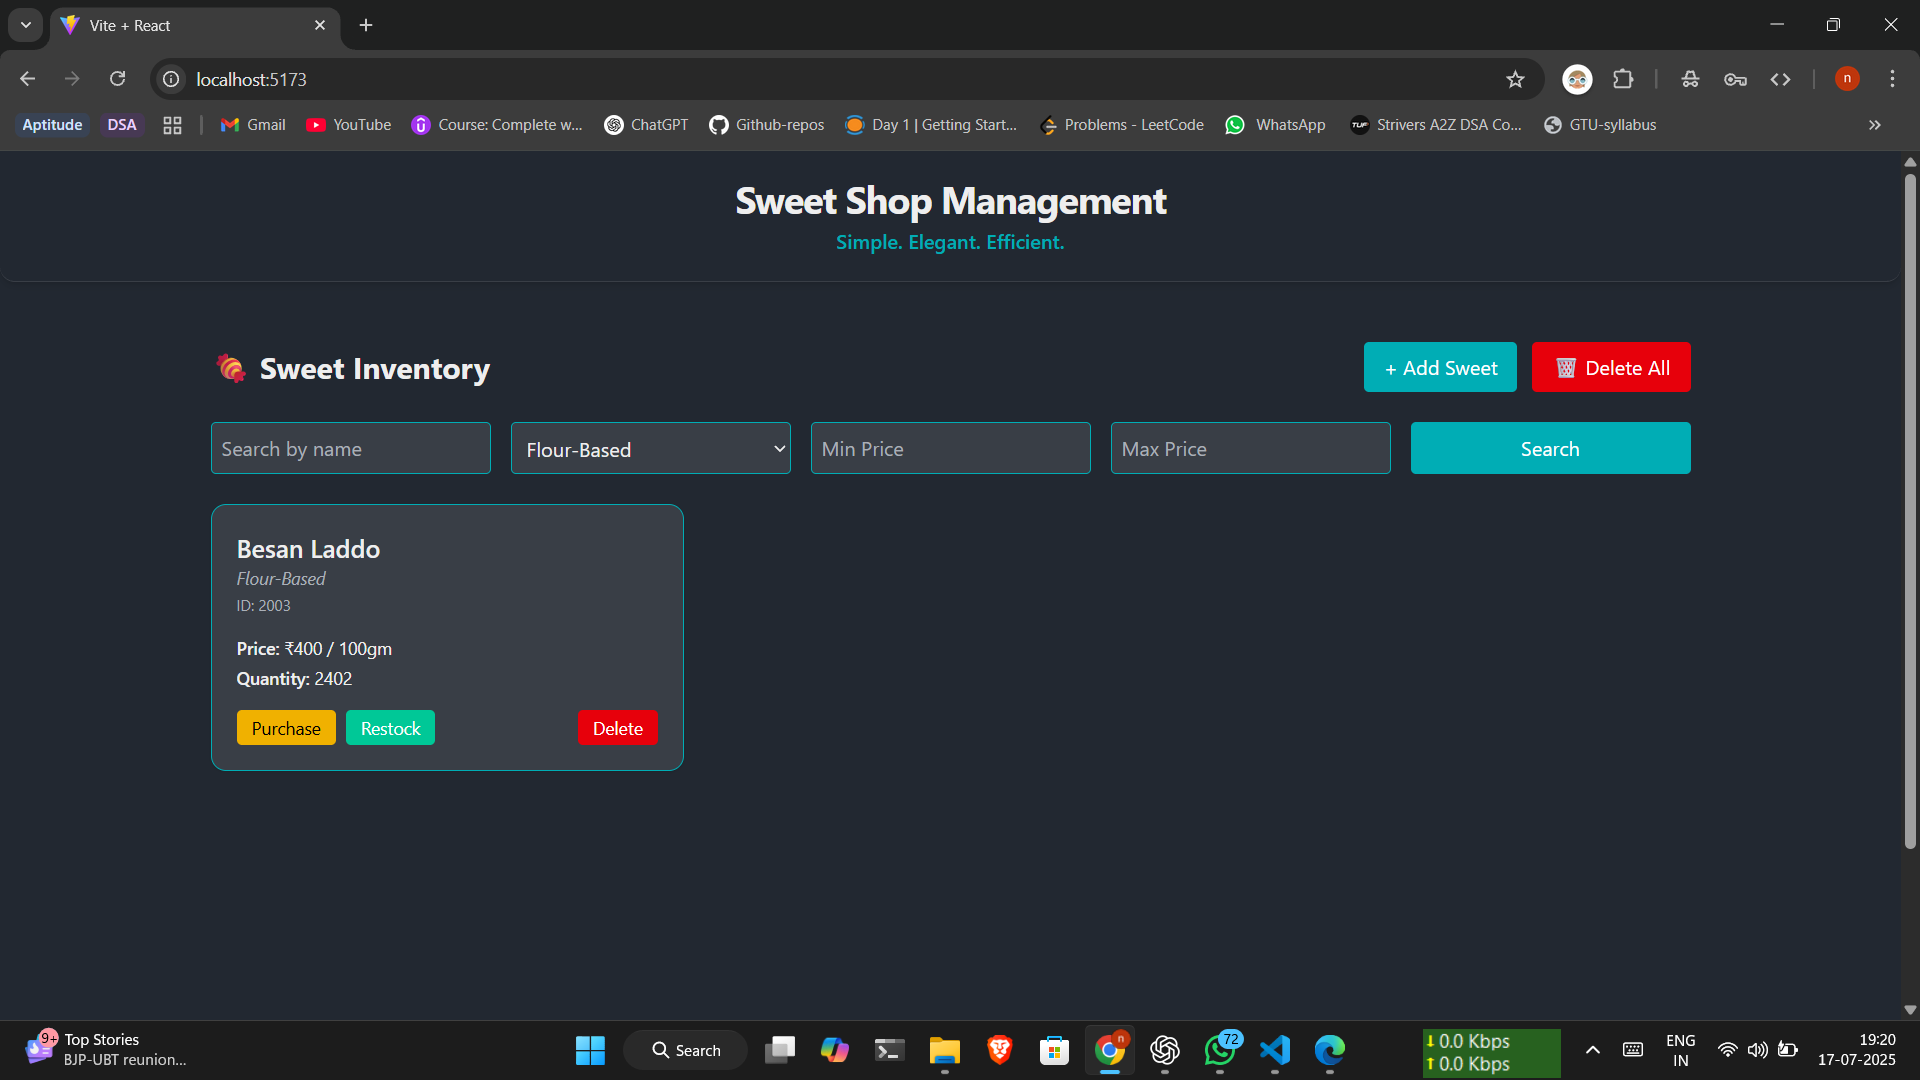 Vite + React
localhost:5173
n
Aptitude DSA Gmail YouTube Course: Complete w... ChatGPT Github-repos Day 1 | Getting Start... Problems - LeetCode WhatsApp TUF Strivers A2Z DSA Co... GTU-syllabus
Sweet Shop Management
Simple. Elegant. Efficient.
Sweet Inventory
+ Add Sweet
Delete All
Search by name
Flour-Based
Min Price
Max Price
Search
Besan Laddo
Flour-Based
ID: 2003
Price: ₹400 / 100gm
Quantity: 2402
Purchase
Restock
Delete
9+
Top Stories
BJP-UBT reunion...
Search
n
72
↓ 0.0 Kbps
↑ 0.0 Kbps
ENG
IN
19:20
17-07-2025